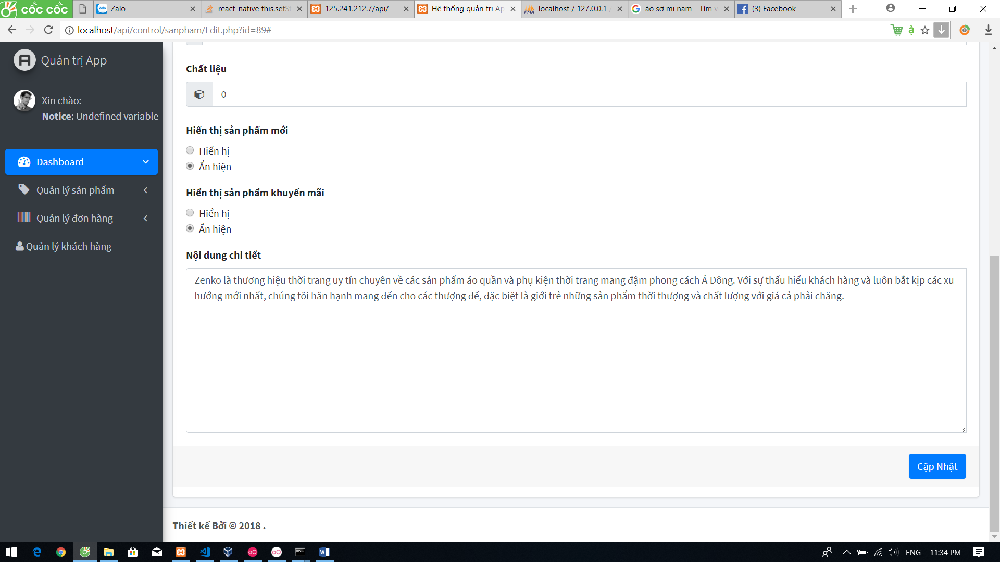 cốc cốc
Zalo
react-native this.setSt
125.241.212.7/api/
Hệ thống quản trị Ap
localhost / 127.0.0.1 /
áo sơ mi nam - Tìm v
(3) Facebook
localhost/api/control/sanpham/Edit.php?id=89#
Quản trị App
Xin chào:
Notice: Undefined variable
Dashboard
Quản lý sản phẩm
Quản lý đơn hàng
Quản lý khách hàng
Chất liệu
0
Hiển thị sản phẩm mới
Hiển hị
Ẩn hiện
Hiển thị sản phẩm khuyến mãi
Hiển hị
Ẩn hiện
Nội dung chi tiết
Zenko là thương hiệu thời trang uy tín chuyên về các sản phẩm áo quần và phụ kiện thời trang mang đậm phong cách Á Đông. Với sự thấu hiểu khách hàng và luôn bắt kịp các xu
hướng mới nhất, chúng tôi hân hạnh mang đến cho các thượng đế, đặc biệt là giới trẻ những sản phẩm thời thượng và chất lượng với giá cả phải chăng.
Cập Nhật
Thiết kế Bởi © 2018 .
ENG
11:34 PM